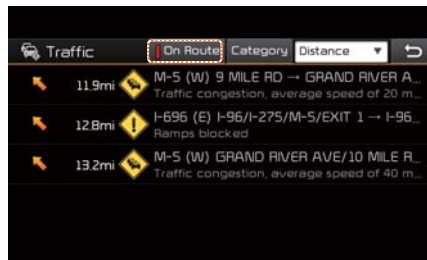 Traffic On Route Category Distance
11.9mi M-5 (W) 9 MILE RD → GRAND RIVER A...
Traffic congestion, average speed of 20 m...
12.8mi I-696 (E) I-96/I-275/M-5/EXIT 1 → I-96...
Ramps blocked
13.2mi M-5 (W) GRAND RIVER AVE/10 MILE R...
Traffic congestion, average speed of 40 m...